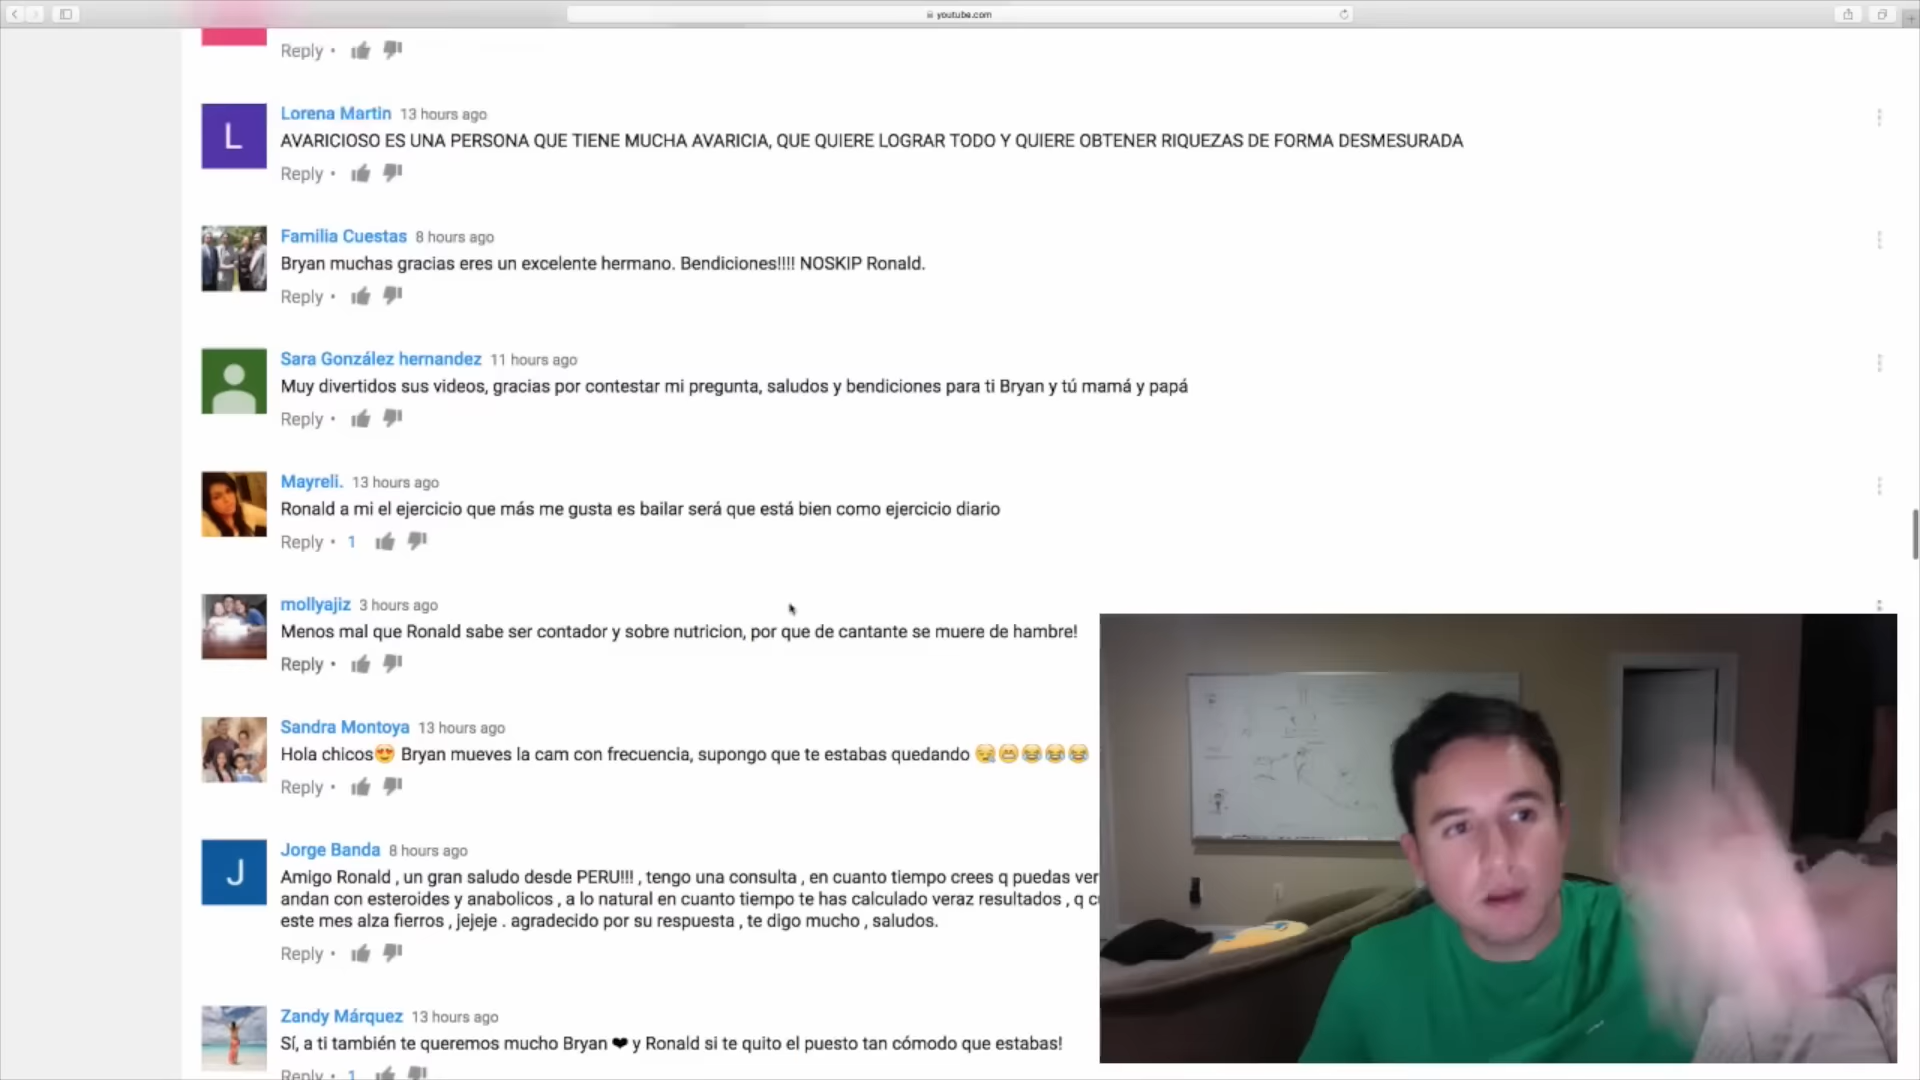 youtube.com
Reply •
L
Lorena Martin 13 hours ago
AVARICIOSO ES UNA PERSONA QUE TIENE MUCHA AVARICIA, QUE QUIERE LOGRAR TODO Y QUIERE OBTENER RIQUEZAS DE FORMA DESMESURADA
Reply •
Familia Cuestas 8 hours ago
Bryan muchas gracias eres un excelente hermano. Bendiciones!!!! NOSKIP Ronald.
Reply •
Sara González hernandez 11 hours ago
Muy divertidos sus videos, gracias por contestar mi pregunta, saludos y bendiciones para ti Bryan y tú mamá y papá
Reply •
Mayreli. 13 hours ago
Ronald a mi el ejercicio que más me gusta es bailar será que está bien como ejercicio diario
Reply • 1
mollyajiz 3 hours ago
Menos mal que Ronald sabe ser contador y sobre nutricion, por que de cantante se muere de hambre!
Reply •
Sandra Montoya 13 hours ago
Hola chicos😍 Bryan mueves la cam con frecuencia, supongo que te estabas quedando 😪😁😂😂😂
Reply •
J
Jorge Banda 8 hours ago
Amigo Ronald , un gran saludo desde PERU!!! , tengo una consulta , en cuanto tiempo crees q puedas ver
andan con esteroides y anabolicos , a lo natural en cuanto tiempo te has calculado veraz resultados , q
este mes alza fierros , jejeje . agradecido por su respuesta , te digo mucho , saludos.
Reply •
Zandy Márquez 13 hours ago
Sí, a ti también te queremos mucho Bryan ❤ y Ronald si te quito el puesto tan cómodo que estabas!
Reply • 1